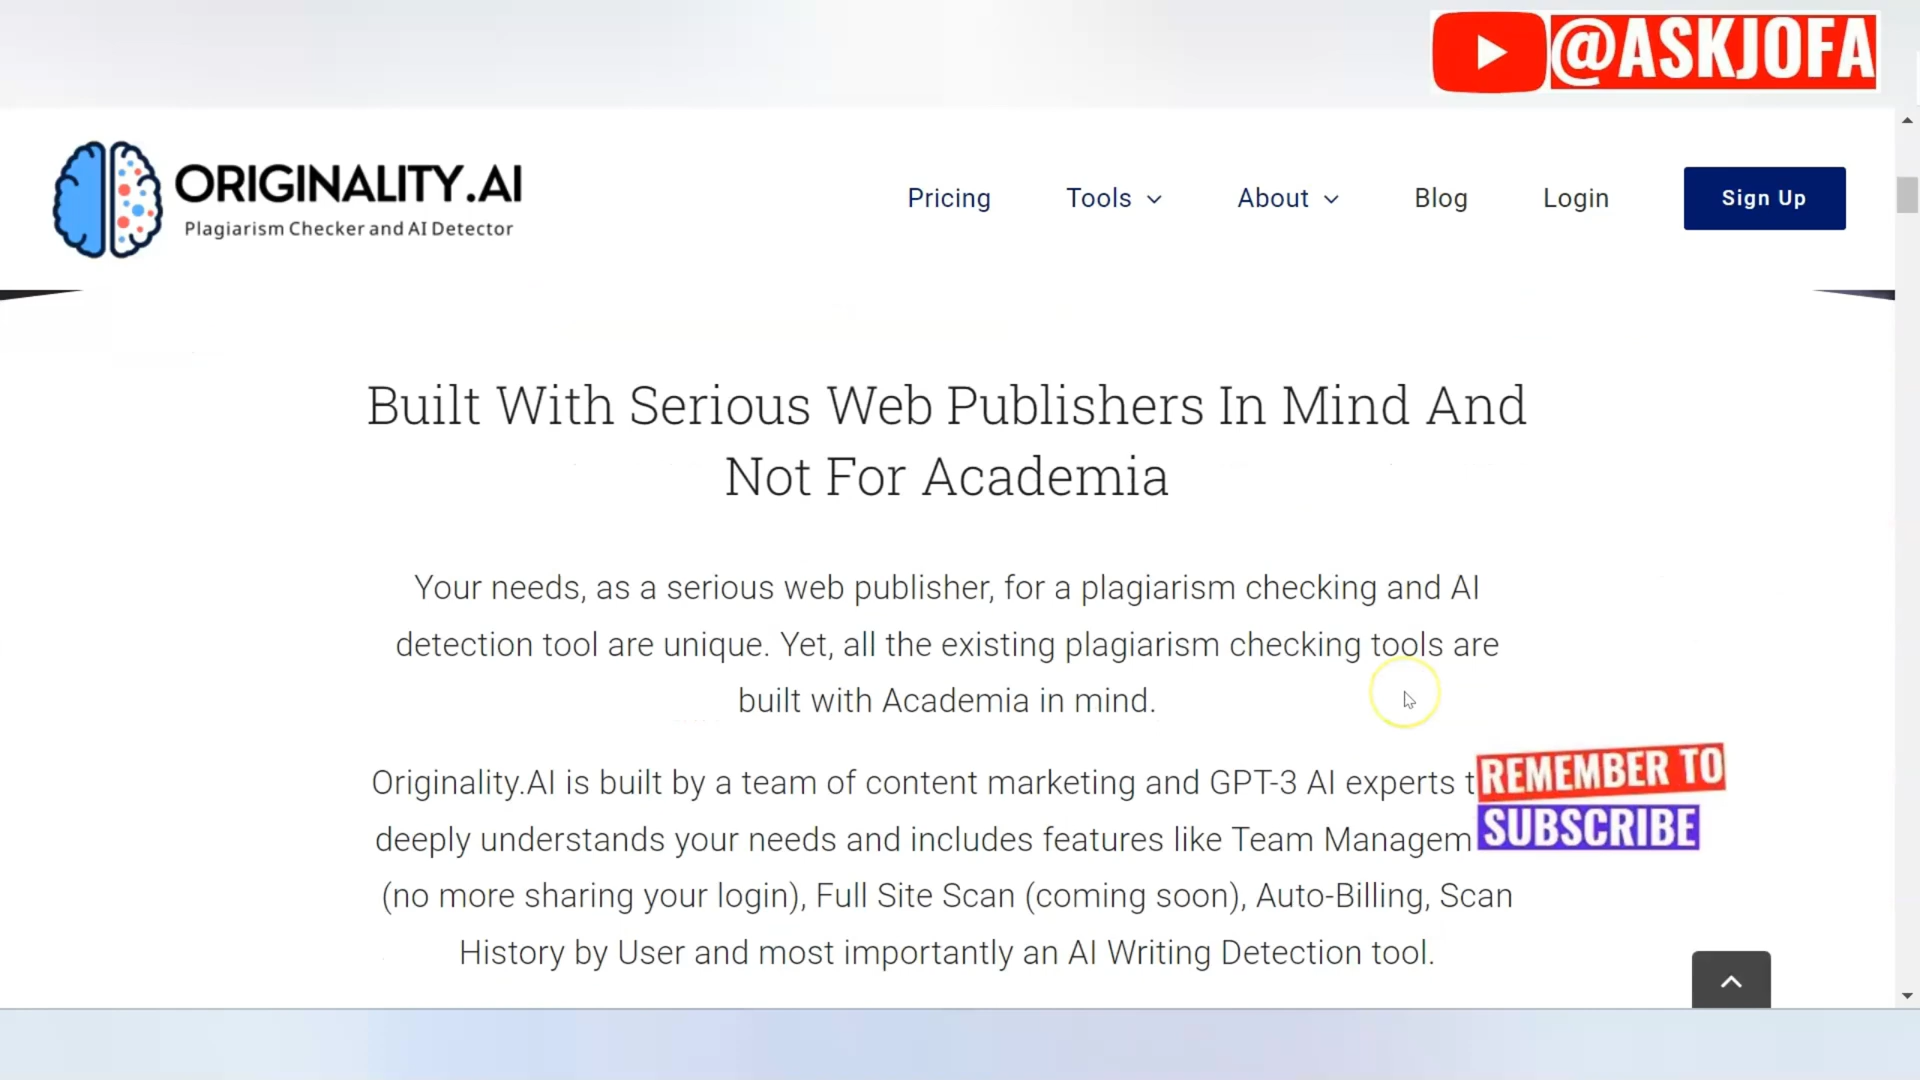 @ASKJOFA
ORIGINALITY.AI
Plagiarism Checker and AI Detector
Pricing
Tools
About
Blog
Login
Sign Up
Built With Serious Web Publishers In Mind And
Not For Academia
Your needs, as a serious web publisher, for a plagiarism checking and AI
detection tool are unique. Yet, all the existing plagiarism checking tools are
built with Academia in mind.
Originality.AI is built by a team of content marketing and GPT-3 AI experts t
deeply understands your needs and includes features like Team Managem
(no more sharing your login), Full Site Scan (coming soon), Auto-Billing, Scan
History by User and most importantly an AI Writing Detection tool.
REMEMBER TO
SUBSCRIBE